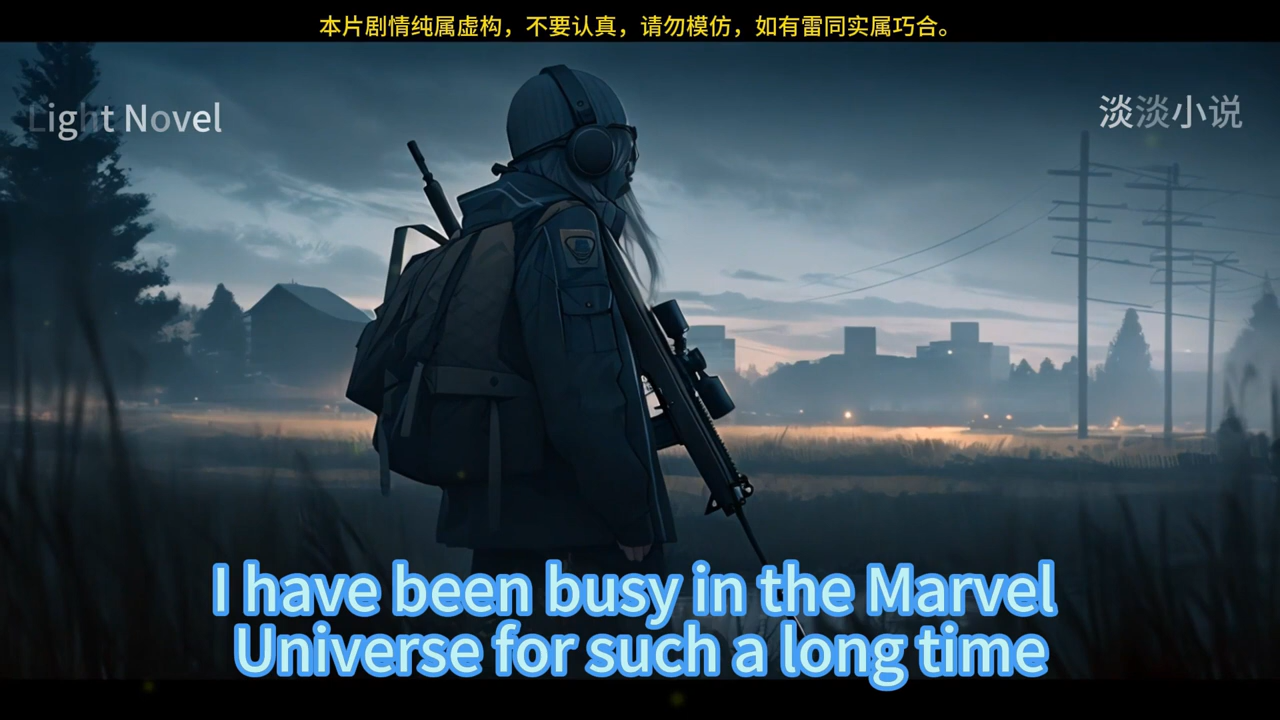 本片剧情纯属虚构，不要认真，请勿模仿，如有雷同实属巧合。
Light Novel
淡淡小说
I have been busy in the Marvel
Universe for such a long time